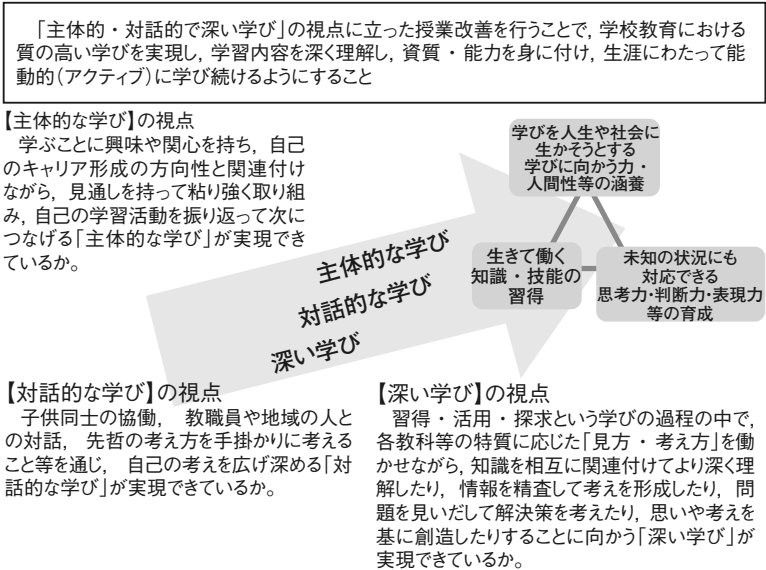 「主体的・対話的で深い学び」の視点に立った授業改善を行うことで, 学校教育における
質の高い学びを実現し, 学習内容を深く理解し, 資質・能力を身に付け, 生涯にわたって能
動的(アクティブ)に学び続けるようにすること
【主体的な学び】の視点
学ぶことに興味や関心を持ち, 自己
のキャリア形成の方向性と関連付け
ながら, 見通しを持って粘り強く取り組
み, 自己の学習活動を振り返って次に
つなげる「主体的な学び」が実現でき
ているか。
学びを人生や社会に
生かそうとする
学びに向かう力・
人間性等の涵養
生きて働く
知識・技能の
習得
未知の状況にも
対応できる
思考力・判断力・表現力
等の育成
主体的な学び
対話的な学び
深い学び
【対話的な学び】の視点
子供同士の協働, 教職員や地域の人と
の対話, 先哲の考え方を手掛かりに考える
こと等を通じ, 自己の考えを広げ深める「対
話的な学び」が実現できているか。
【深い学び】の視点
習得・活用・探求という学びの過程の中で,
各教科等の特質に応じた「見方・考え方」を働
かせながら, 知識を相互に関連付けてより深く理
解したり, 情報を精査して考えを形成したり, 問
題を見いだして解決策を考えたり, 思いや考えを
基に創造したりすることに向かう「深い学び」が
実現できているか。